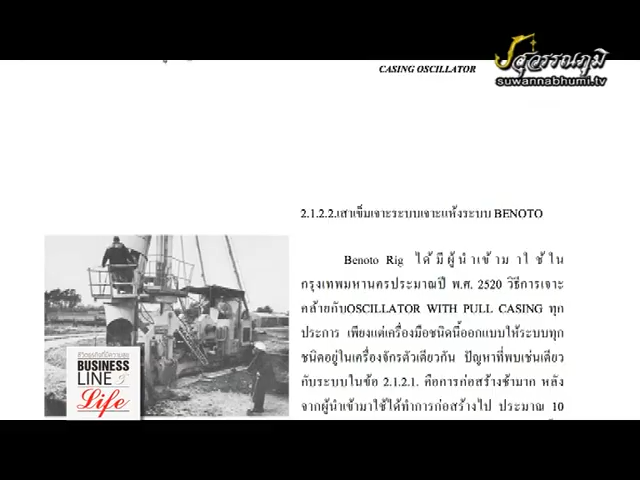 สุวรรณภูมิ
suwannabhumi.tv
CASING OSCILLATOR
2.1.2.2.เสาเข็มเจาะระบบเจาะแห้งระบบ BENOTO
Benoto Rig ได้มีผู้นำเข้ามาใช้ใน
กรุงเทพมหานครประมาณปี พ.ศ. 2520 วิธีการเจาะ
คล้ายกับOSCILLATOR WITH PULL CASING ทุก
ประการ เพียงแต่เครื่องมือชนิดนี้ออกแบบให้ระบบทุก
ชนิดอยู่ในเครื่องจักรตัวเดียวกัน ปัญหาที่พบเช่นเดียว
กับระบบในข้อ 2.1.2.1. คือการก่อสร้างช้ามาก หลัง
จากผู้นำเข้ามาใช้ได้ทำการก่อสร้างไป ประมาณ 10
BUSINESS
LINE
Life